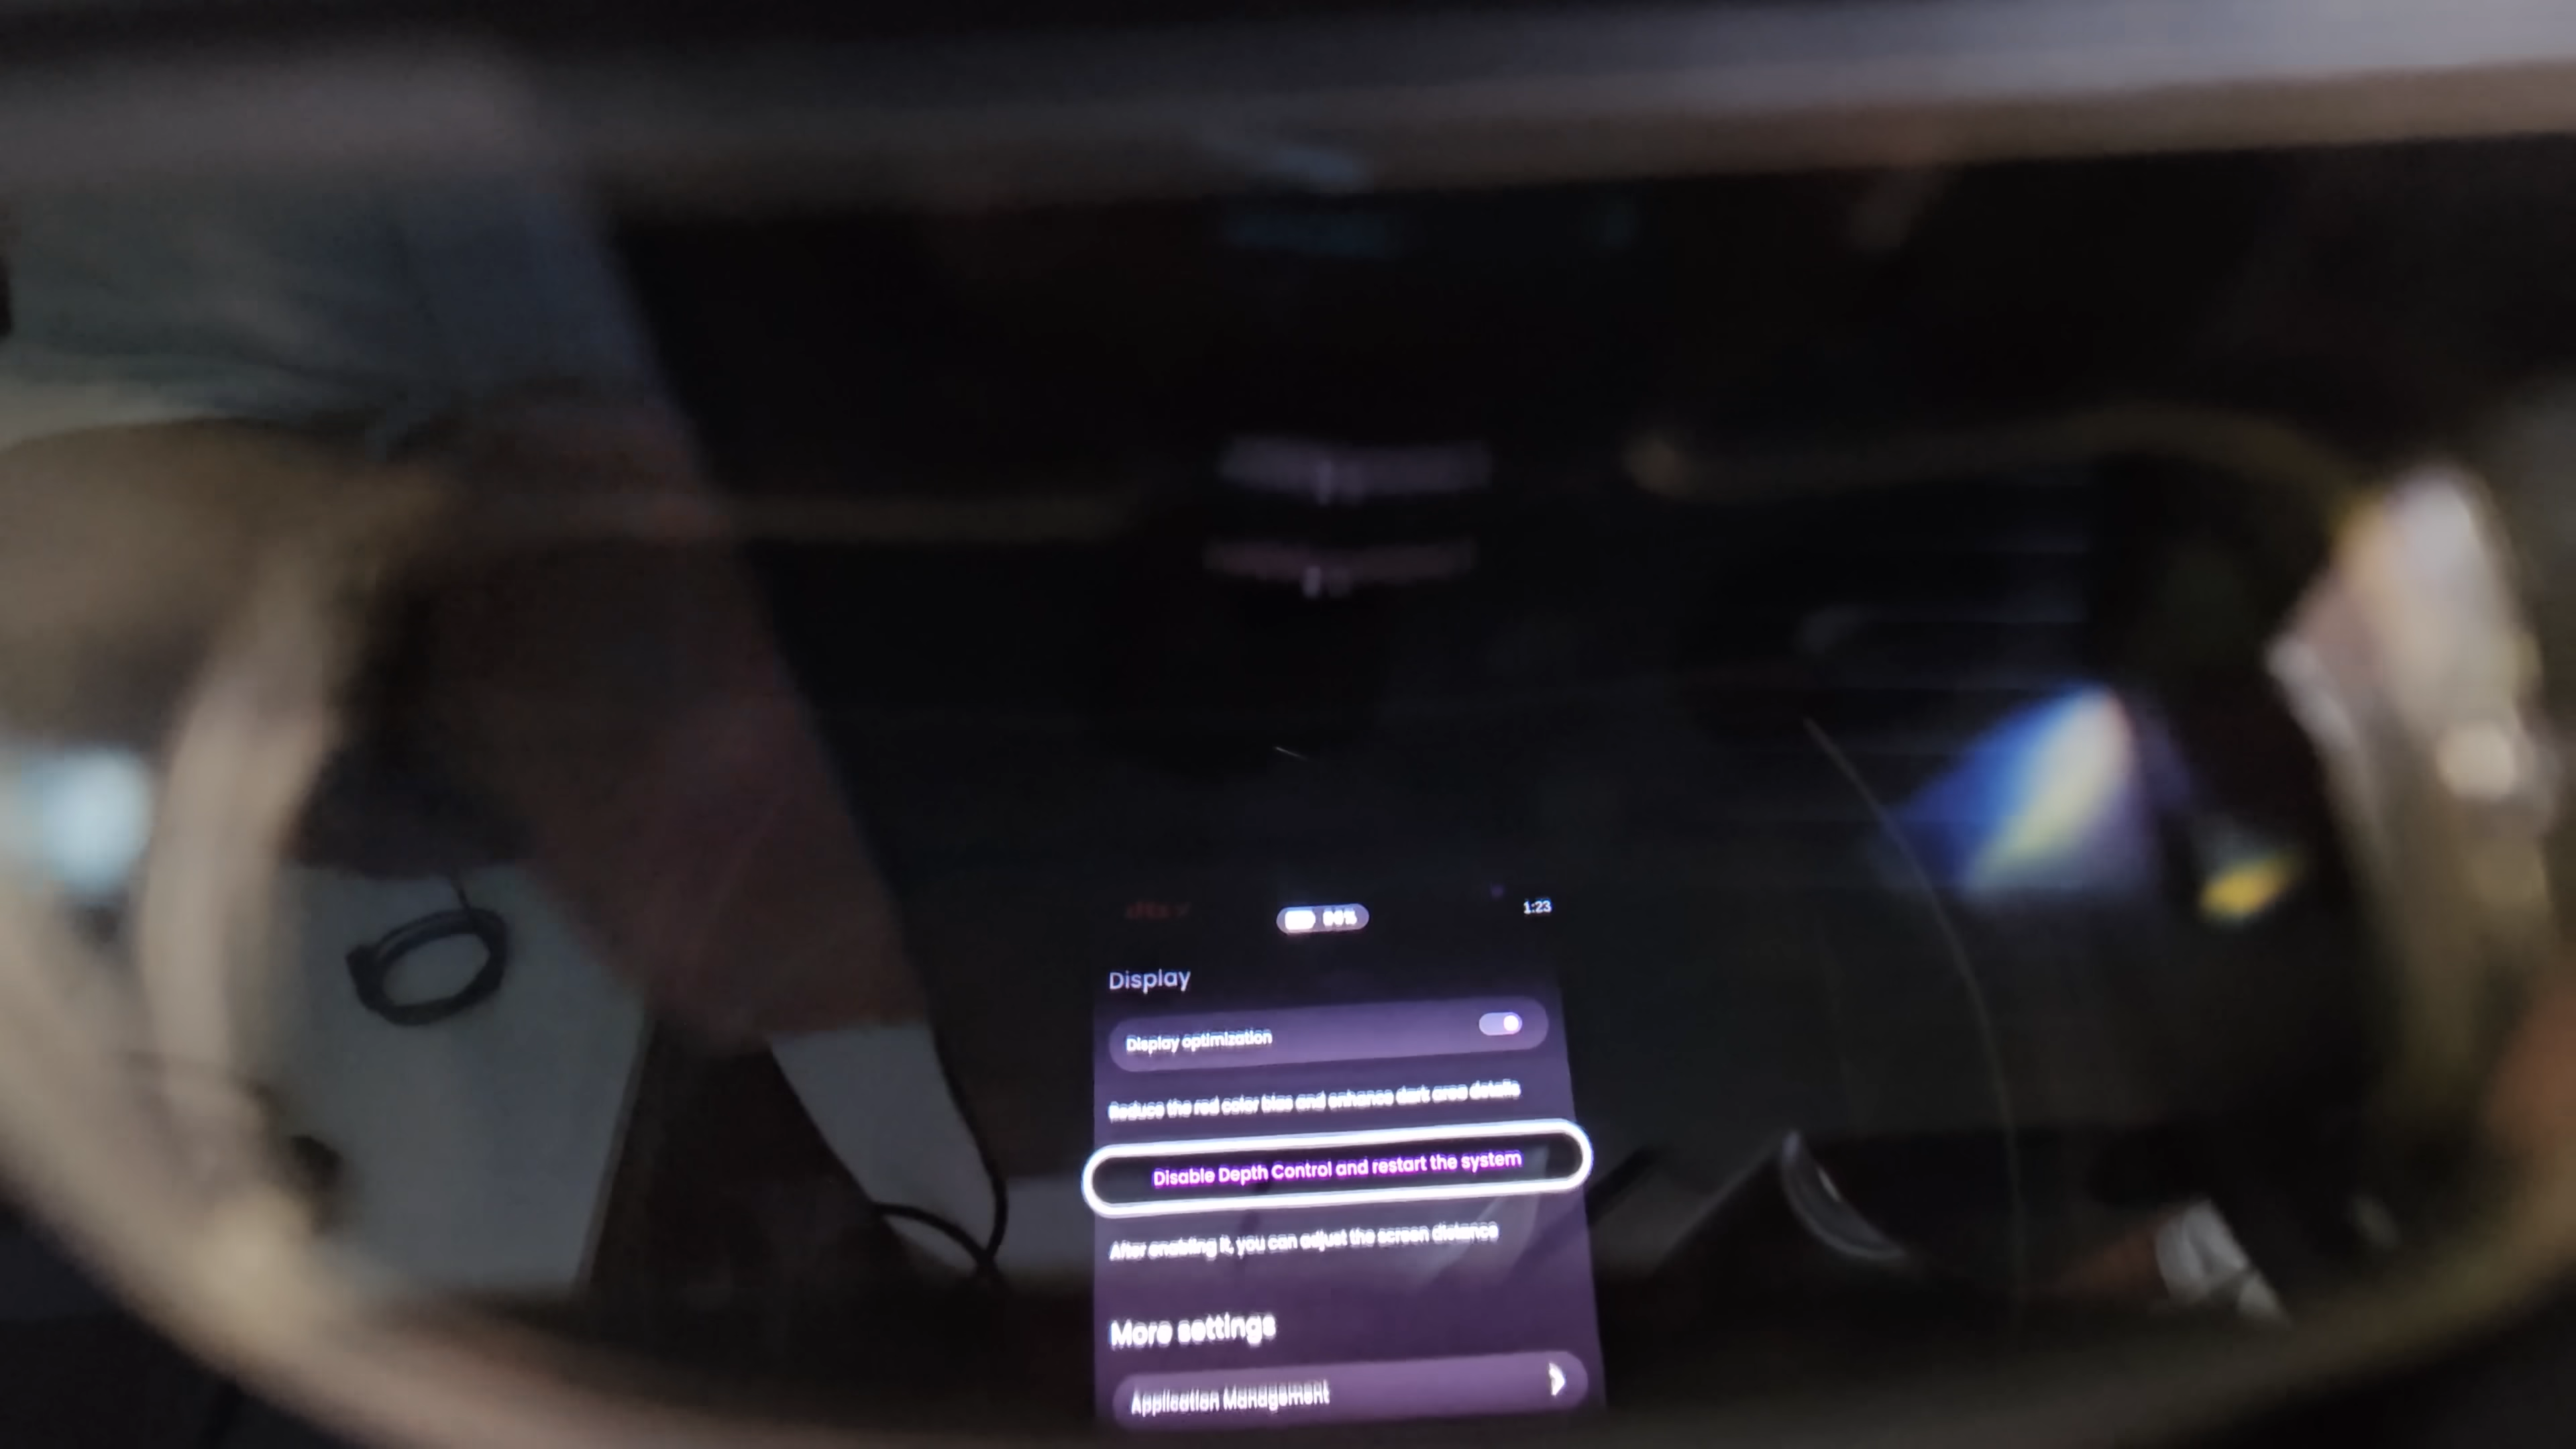 1:23
Display
Display optimization
Reduce the red color bias and enhance dark area details
Disable Depth Control and restart the system
After enabling it, you can adjust the screen distance
More settings
Application Management